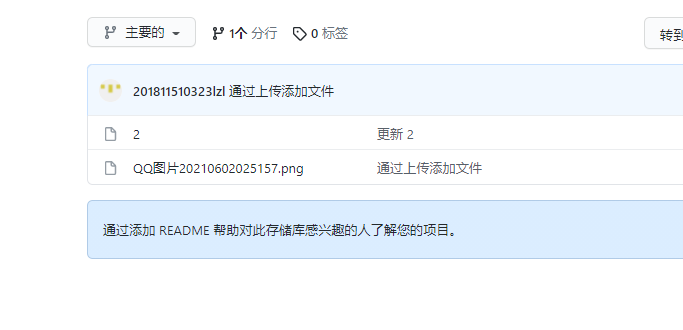 主要的 1个 分行 0 标签 转到
201811510323lzl 通过上传添加文件
2 更新 2
QQ图片20210602025157.png 通过上传添加文件
通过添加 README 帮助对此存储库感兴趣的人了解您的项目。